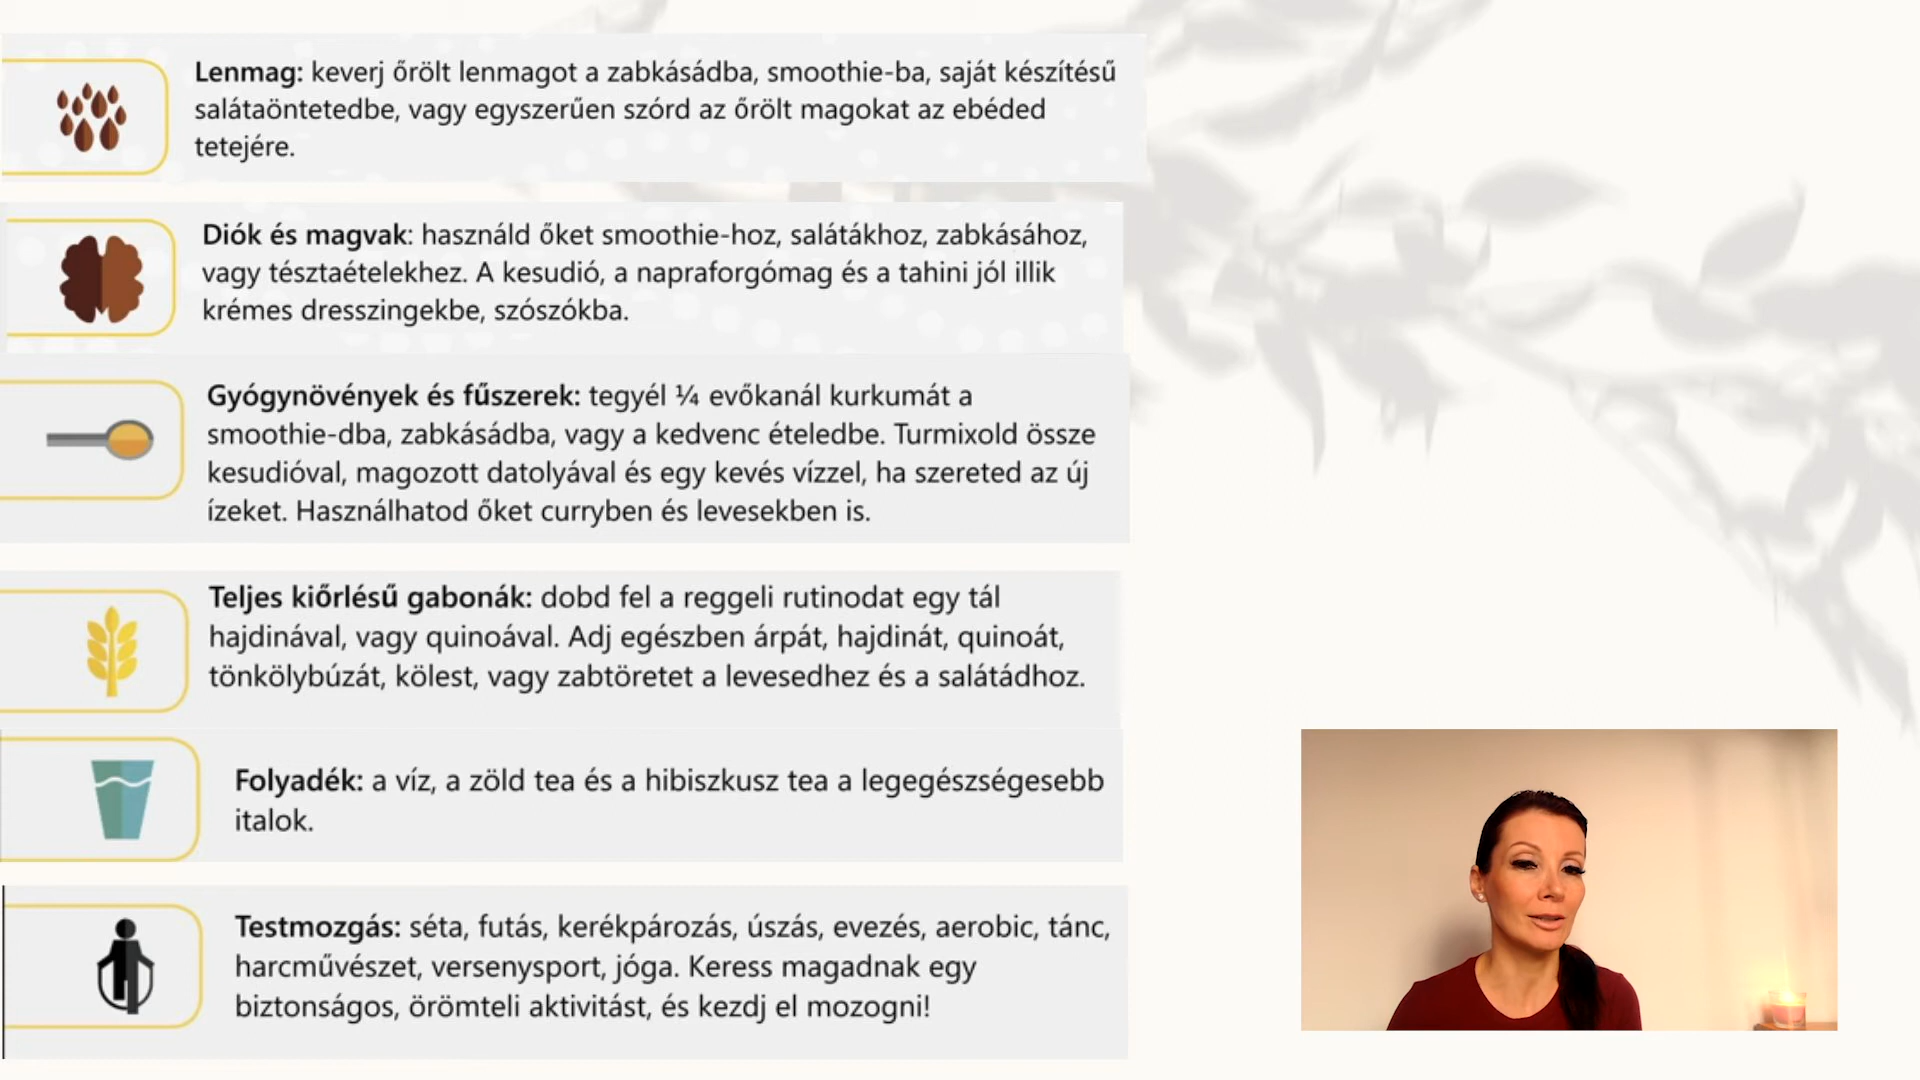 Lenmag: keverj őrölt lenmagot a zabkásádba, smoothie-ba, saját készítésű
salátaöntetedbe, vagy egyszerűen szórd az őrölt magokat az ebéded
tetejére.
Diók és magvak: használd őket smoothie-hoz, salátákhoz, zabkásához,
vagy tésztaételekhez. A kesudió, a napraforgómag és a tahini jól illik
krémes dresszingekbe, szószókba.
Gyógynövények és fűszerek: tegyél ¼ evőkanál kurkumát a
smoothie-dba, zabkásádba, vagy a kedvenc ételedbe. Turmixold össze
kesudióval, magozott datolyával és egy kevés vízzel, ha szereted az új
ízeket. Használhatod őket curryben és levesekben is.
Teljes kiőrlésű gabonák: dobd fel a reggeli rutinodat egy tál
hajdinával, vagy quinoával. Adj egészben árpát, hajdinát, quinoát,
tönkölybúzát, kölest, vagy zabtöretet a levesedhez és a salátádhoz.
Folyadék: a víz, a zöld tea és a hibiszkusz tea a legegészségesebb
italok.
Testmozgás: séta, futás, kerékpározás, úszás, evezés, aerobic, tánc,
harcművészet, versenysport, jóga. Keress magadnak egy
biztonságos, örömteli aktivitást, és kezdj el mozogni!